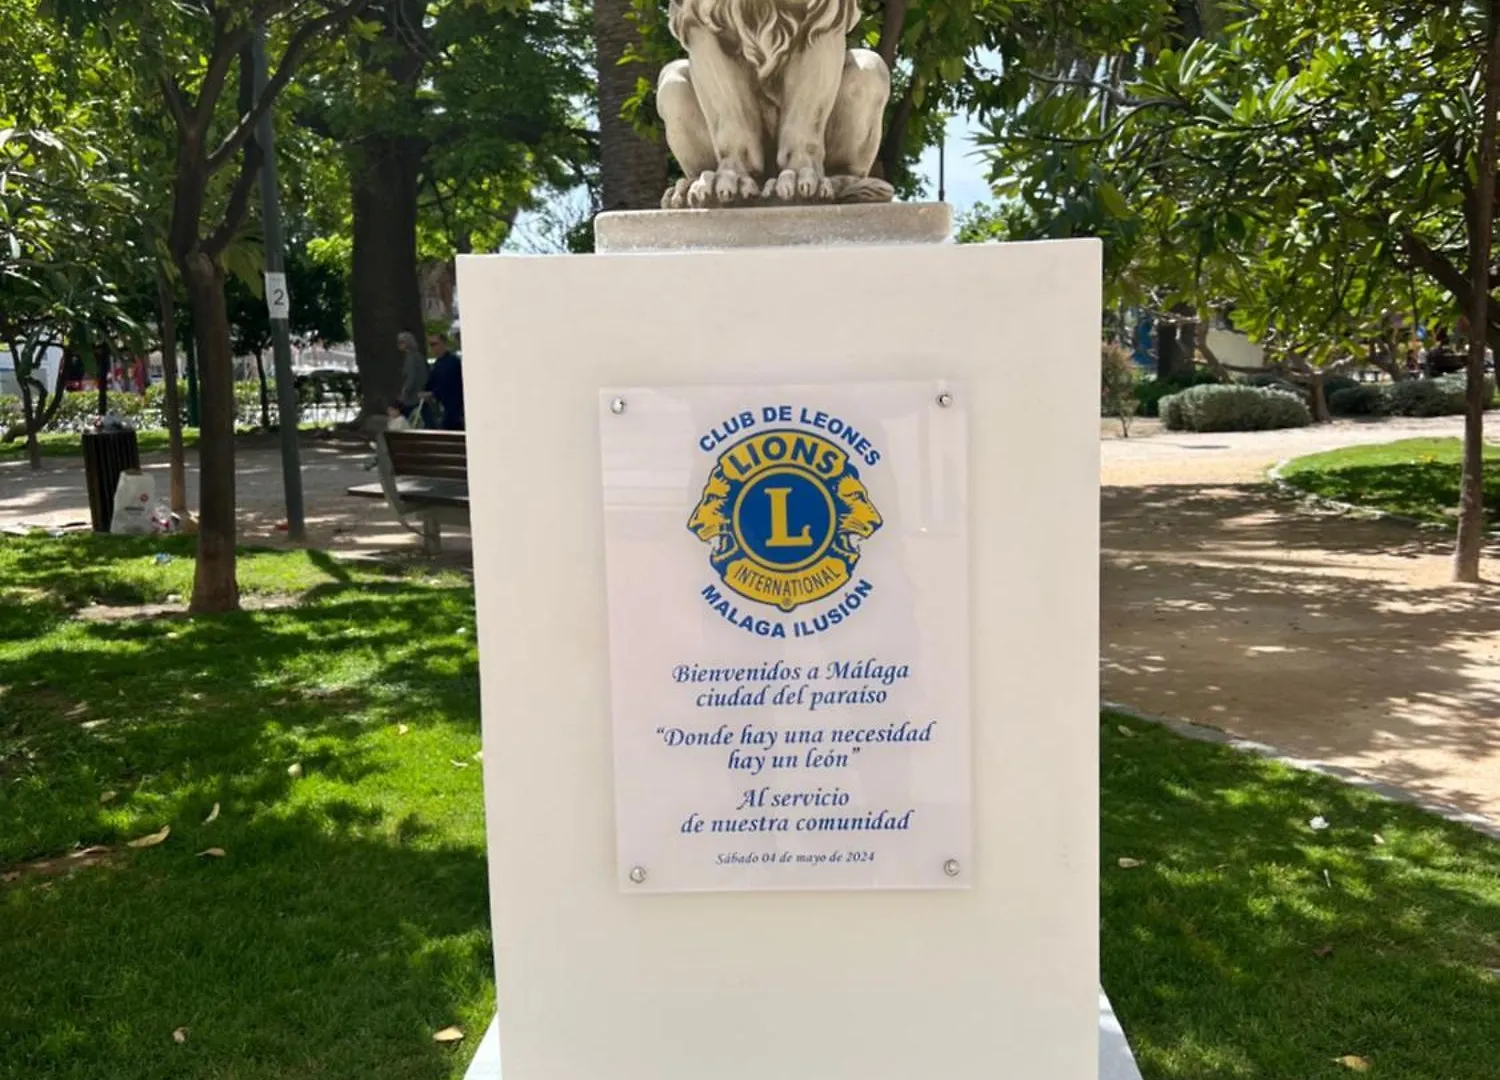 2
CLUB DE LEONES
LIONS
L
INTERNATIONAL
®
MALAGA ILUSIÓN
Bienvenidos a Málaga
ciudad del paraíso
“Donde hay una necesidad
hay un león”
Al servicio
de nuestra comunidad
Sábado 04 de mayo de 2024